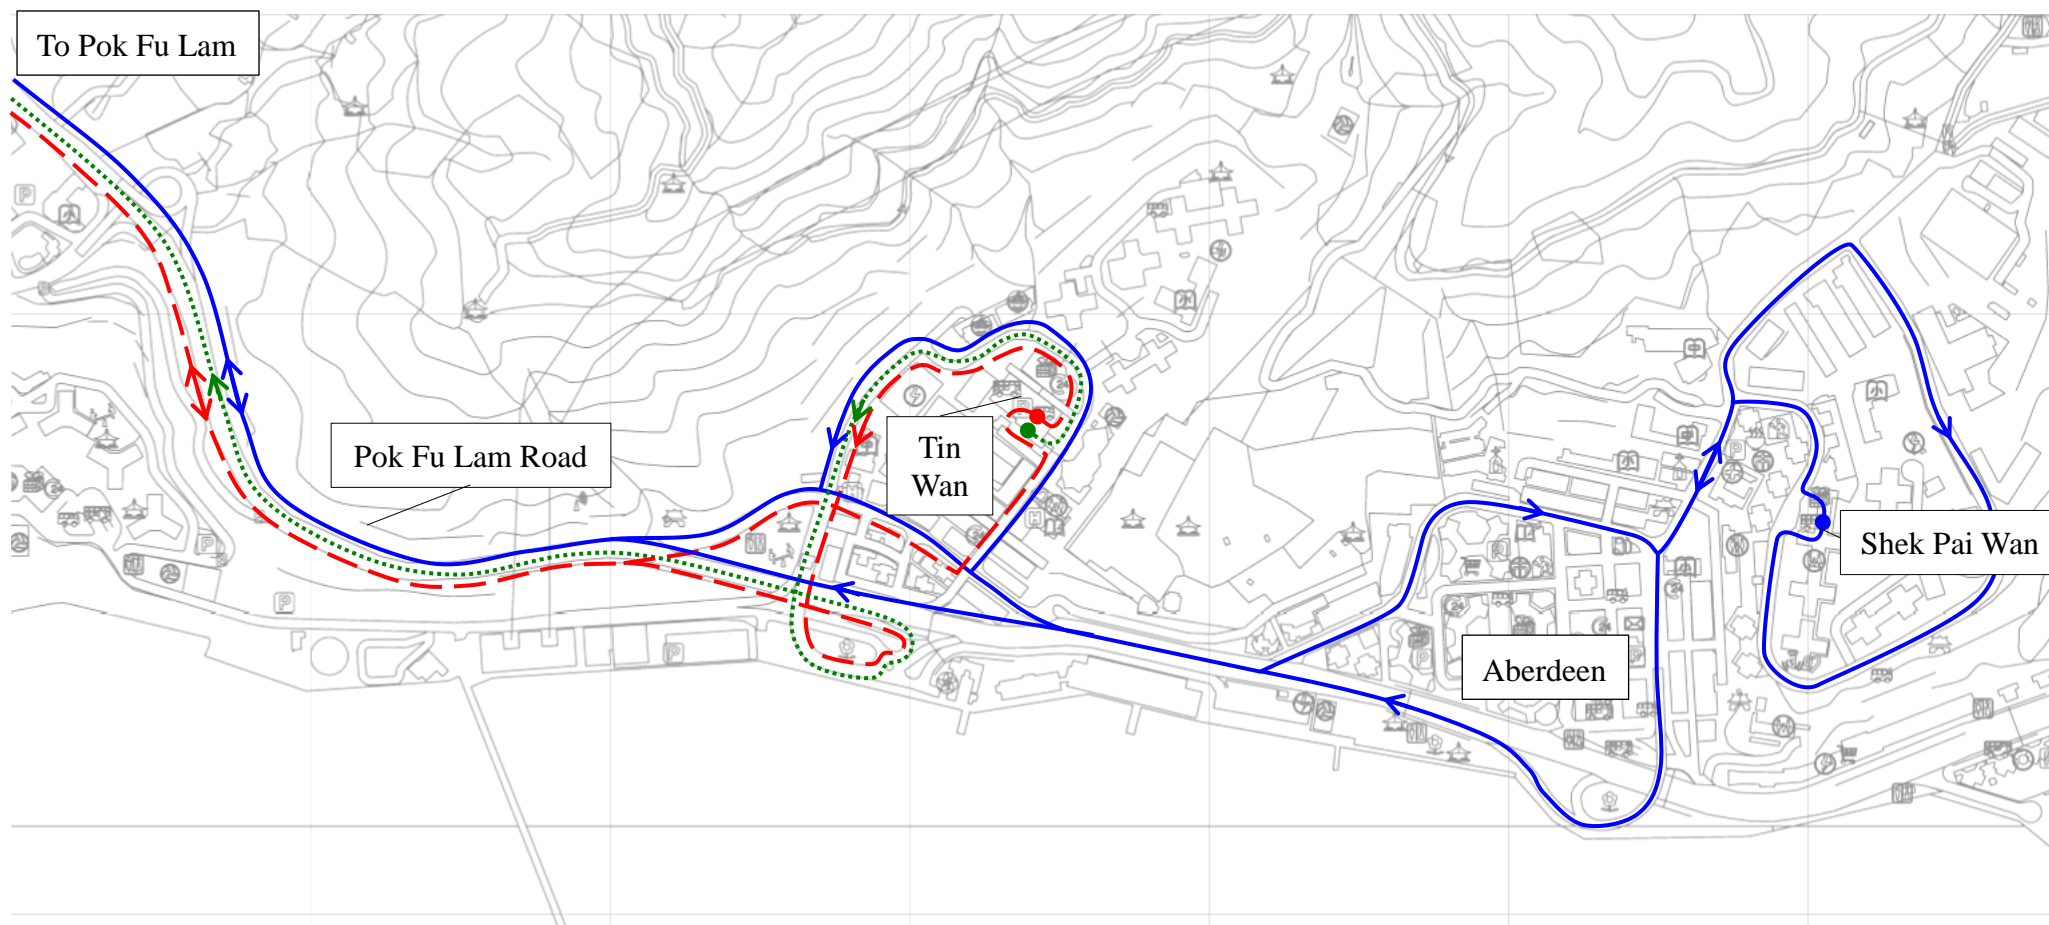 To Pok Fu Lam
Pok Fu Lam Road
Tin
Wan
Shek Pai Wan
Aberdeen